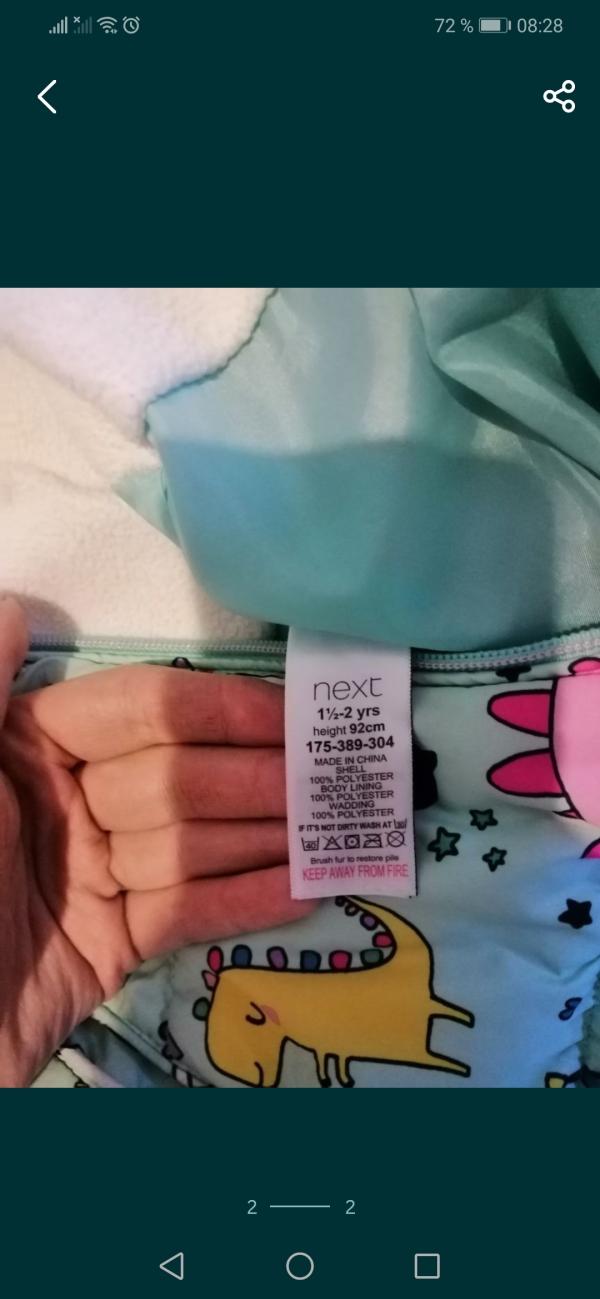 72 % 08:28
next
1½-2 yrs
height 92cm
175-389-304
MADE IN CHINA
SHELL
100% POLYESTER
BODY LINING
100% POLYESTER
WADDING
100% POLYESTER
IF IT'S NOT DIRTY WASH AT 30
40
Brush fur to restore pile
KEEP AWAY FROM FIRE
2 2